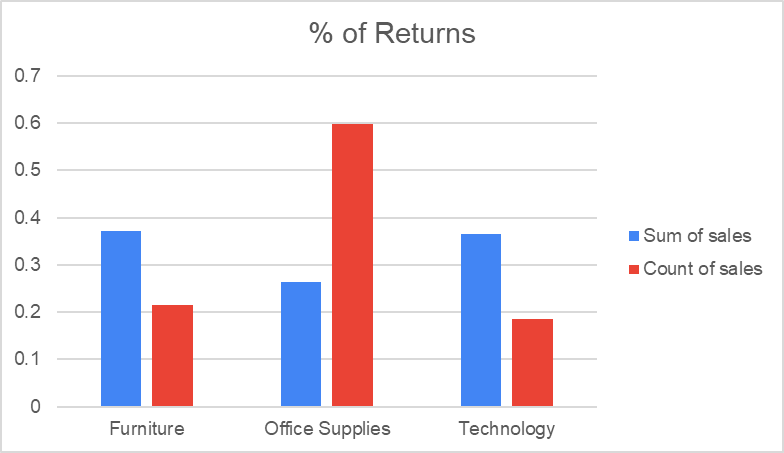 % of Returns
0.7
0.6
0.5
0.4
0.3
0.2
0.1
0
Furniture Office Supplies Technology
Sum of sales
Count of sales